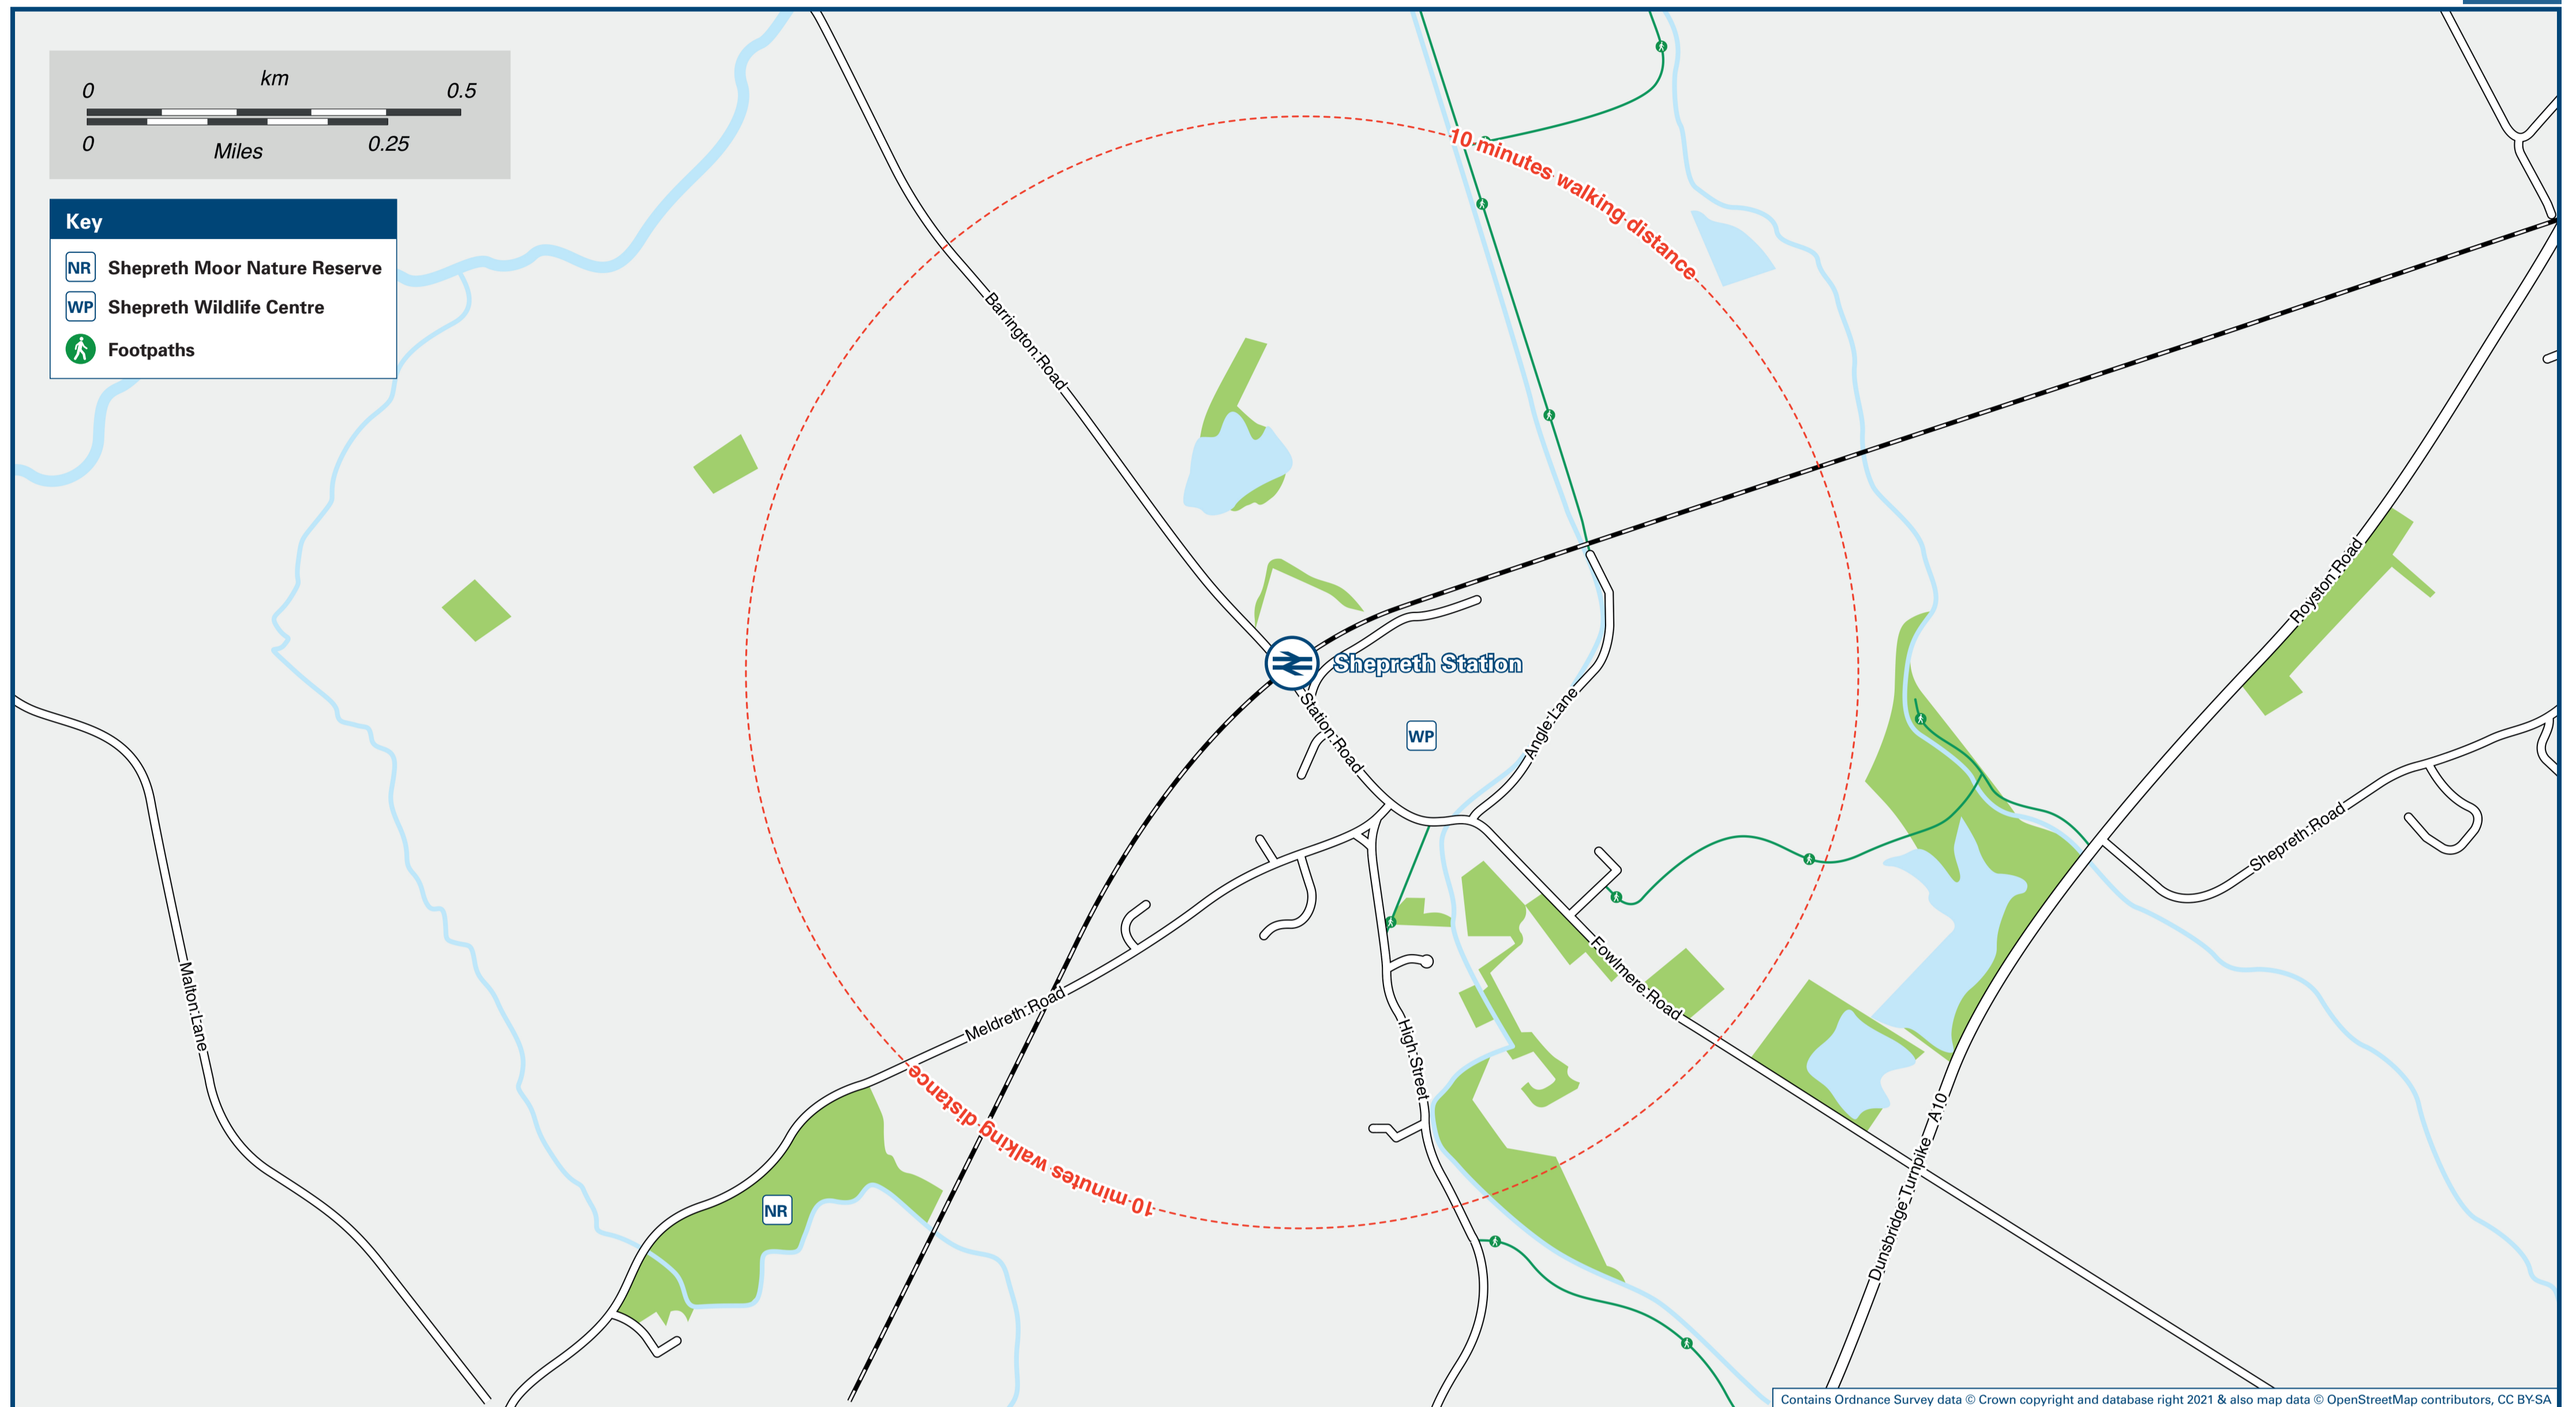 km
0 0.5
0 0.25
Miles
Key
NR Shepreth Moor Nature Reserve
WP Shepreth Wildlife Centre
Footpaths
10 minutes walking distance
Barrington Road
Royston Road
Shepreth Station
Station Road
WP
Angle Lane
Shepreth Road
Malton Lane
Meldreth Road
Fowlmere Road
High Street
10 minutes walking distance
NR
Dunsbridge Turnpike A10
Contains Ordnance Survey data © Crown copyright and database right 2021 & also map data © OpenStreetMap contributors, CC BY-SA